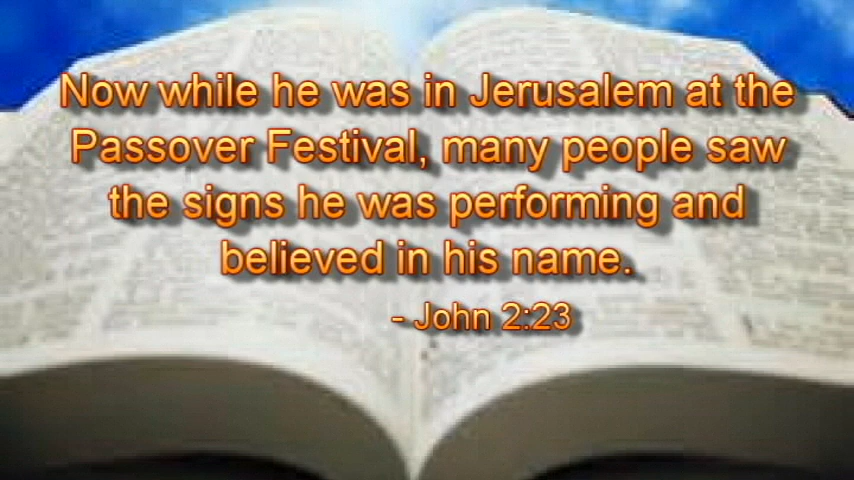 Now while he was in Jerusalem at the
Passover Festival, many people saw
the signs he was performing and
believed in his name.
- John 2:23